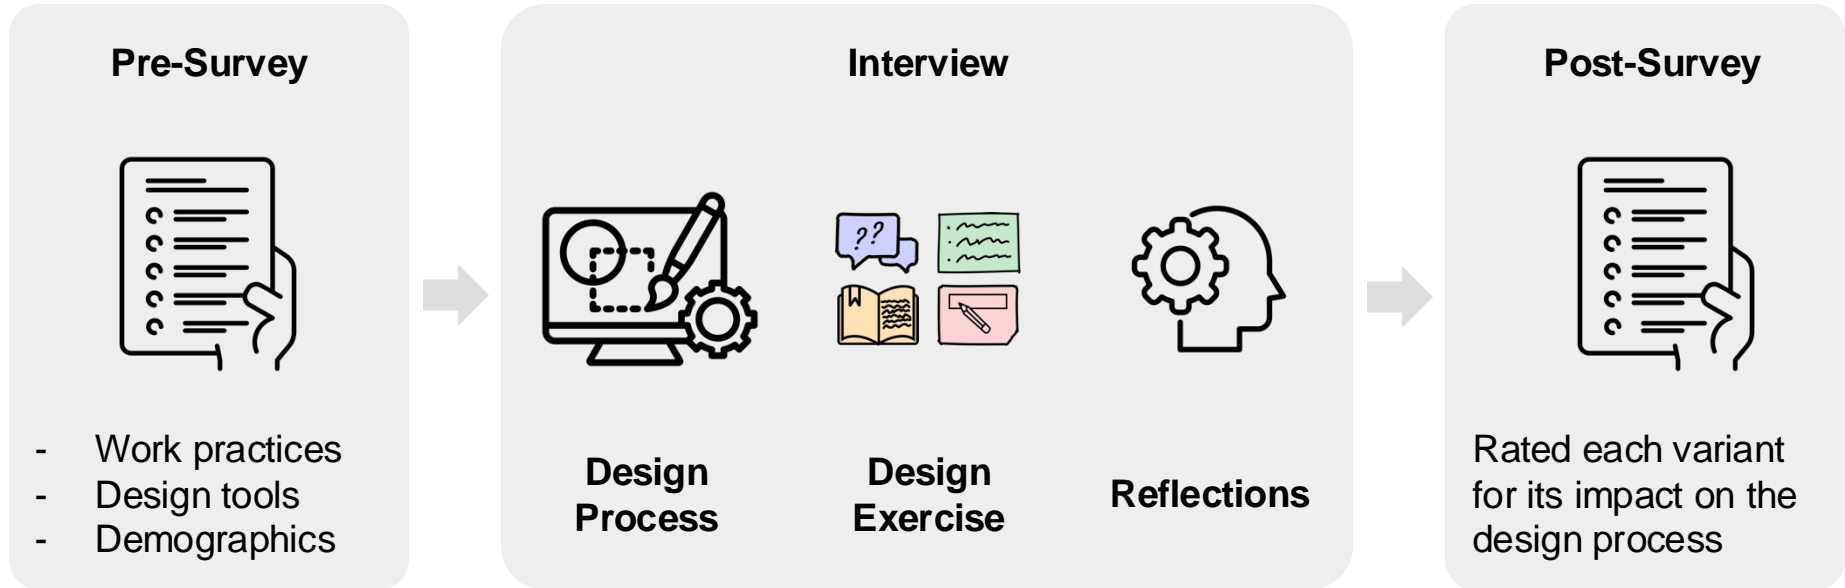 Pre-Survey
- Work practices
- Design tools
- Demographics
Interview
??
Design
Process
Design
Exercise
Reflections
Post-Survey
Rated each variant
for its impact on the
design process